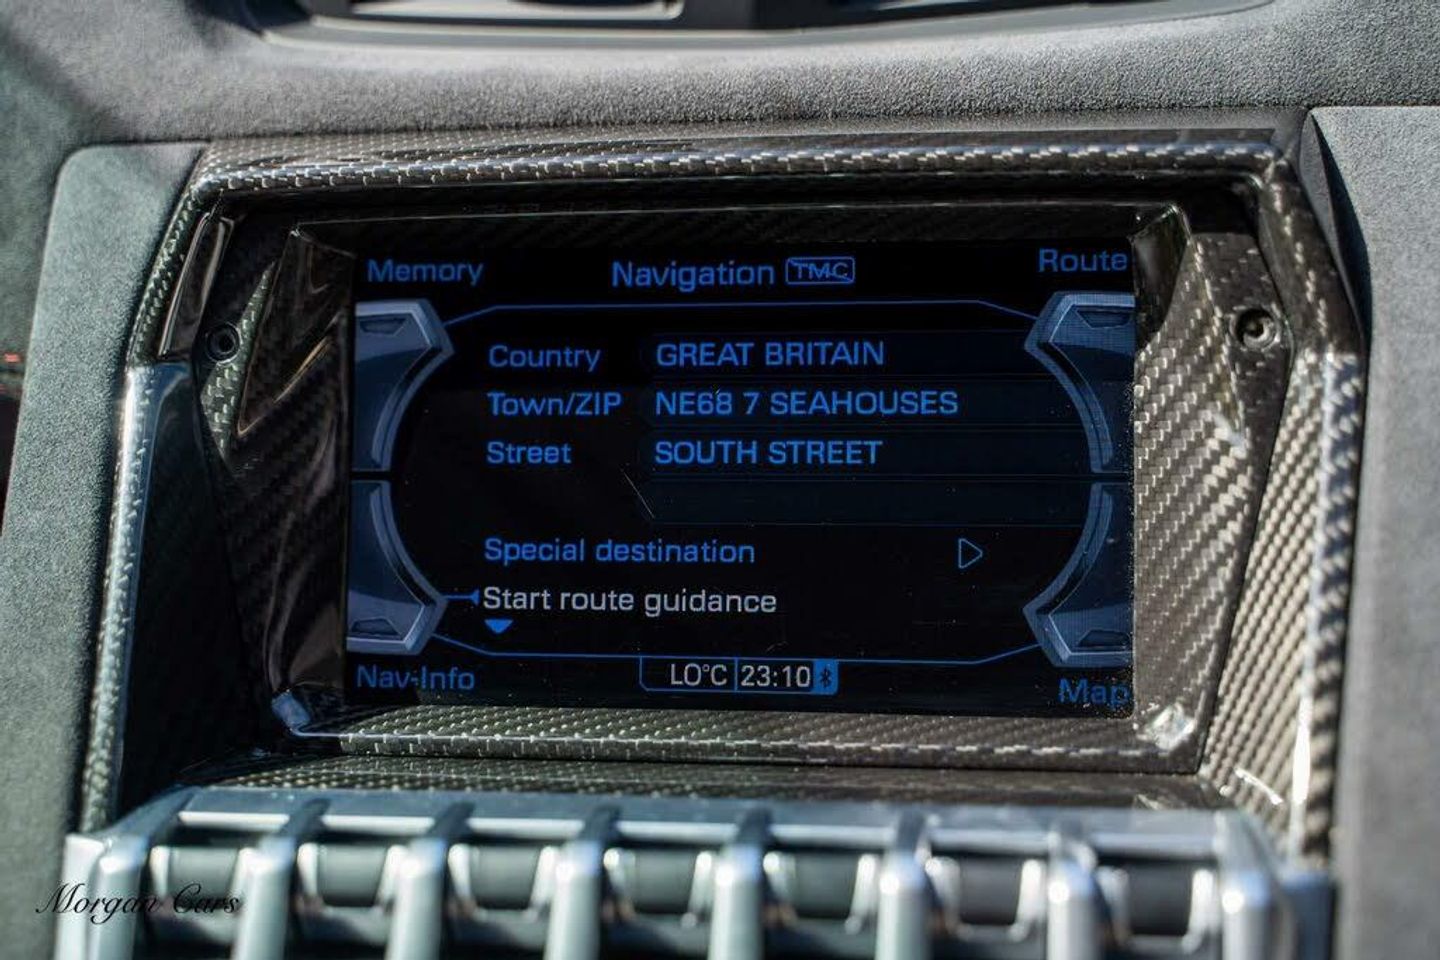 Memory Navigation TMC Route
Country GREAT BRITAIN
Town/ZIP NE68 7 SEAHOUSES
Street SOUTH STREET
Special destination
Start route guidance
Nav-Info LO°C 23:10 Map
Morgan Cars